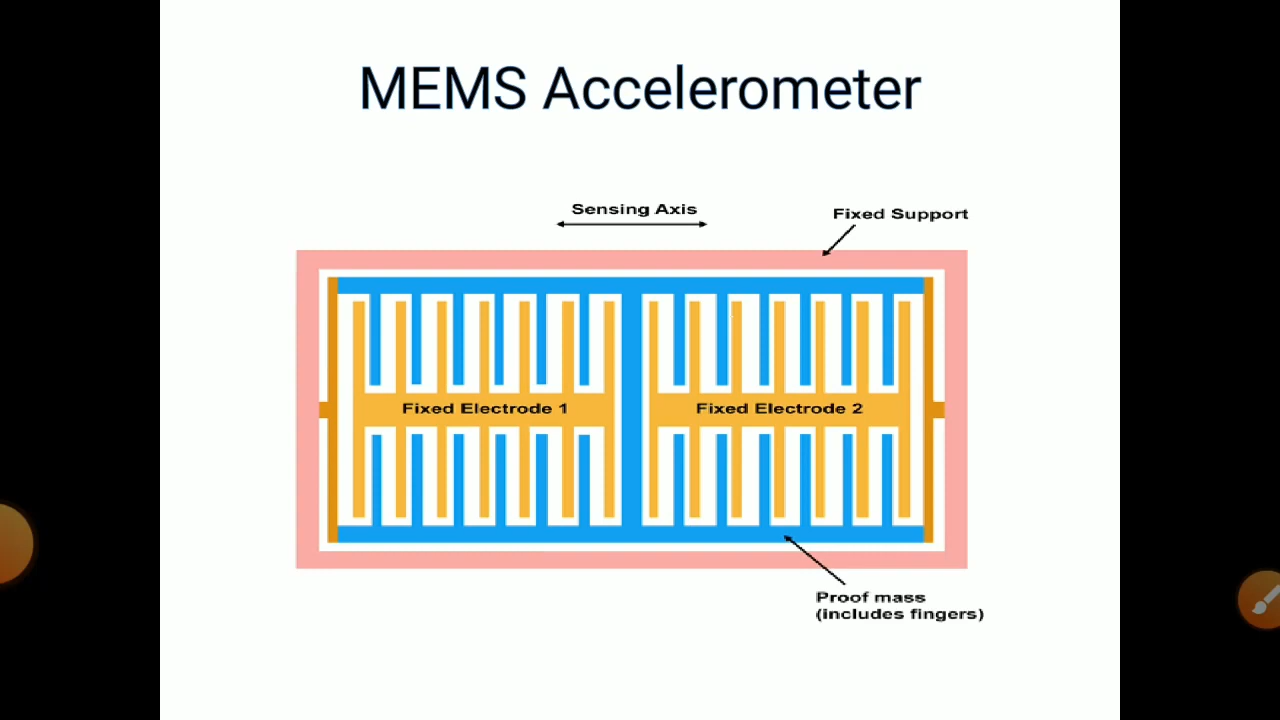 MEMS Accelerometer
Sensing Axis
Fixed Support
Fixed Electrode 1
Fixed Electrode 2
Proof mass
(includes fingers)